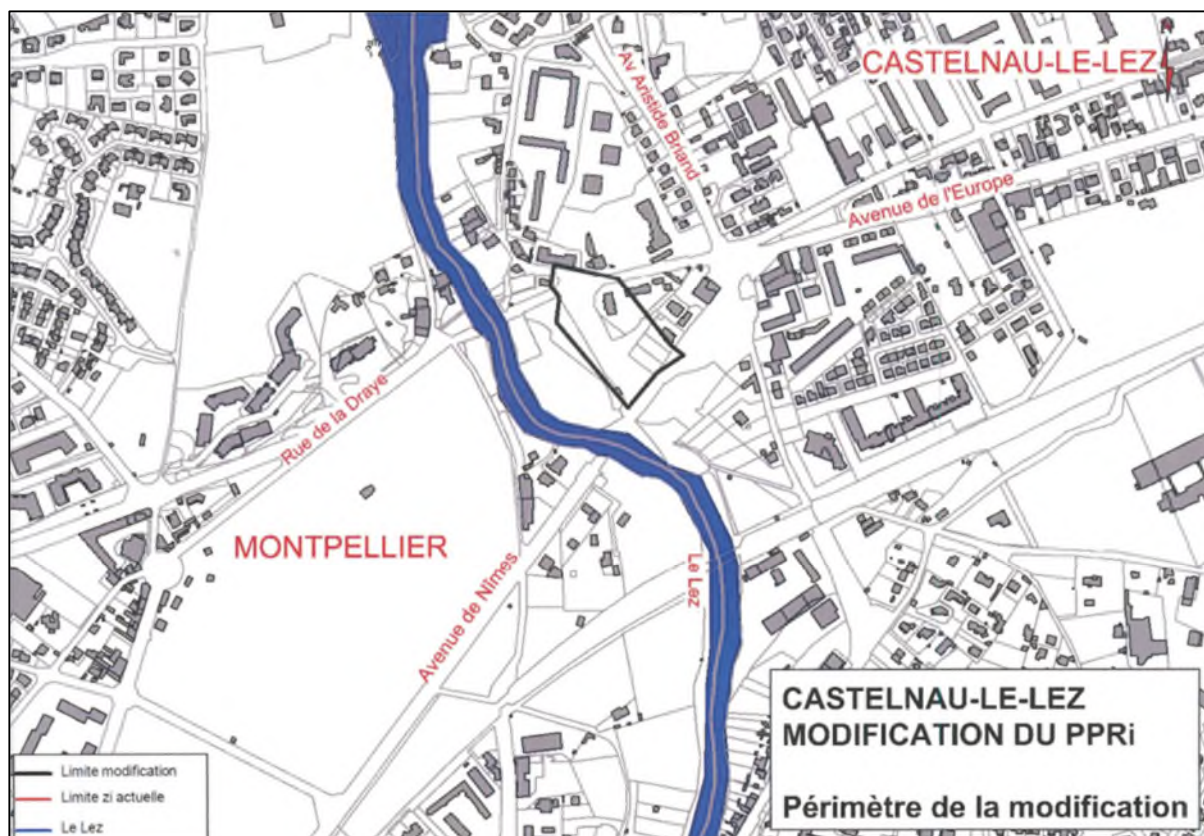 CASTELNAU-LE-LEZ
Av Aristide Briand
Avenue de l'Europe
Rue de la Draye
MONTPELLIER
Avenue de Nîmes
Le Lez
CASTELNAU-LE-LEZ
MODIFICATION DU PPRi
Périmètre de la modification
Limite modification
Limite zi actuelle
Le Lez